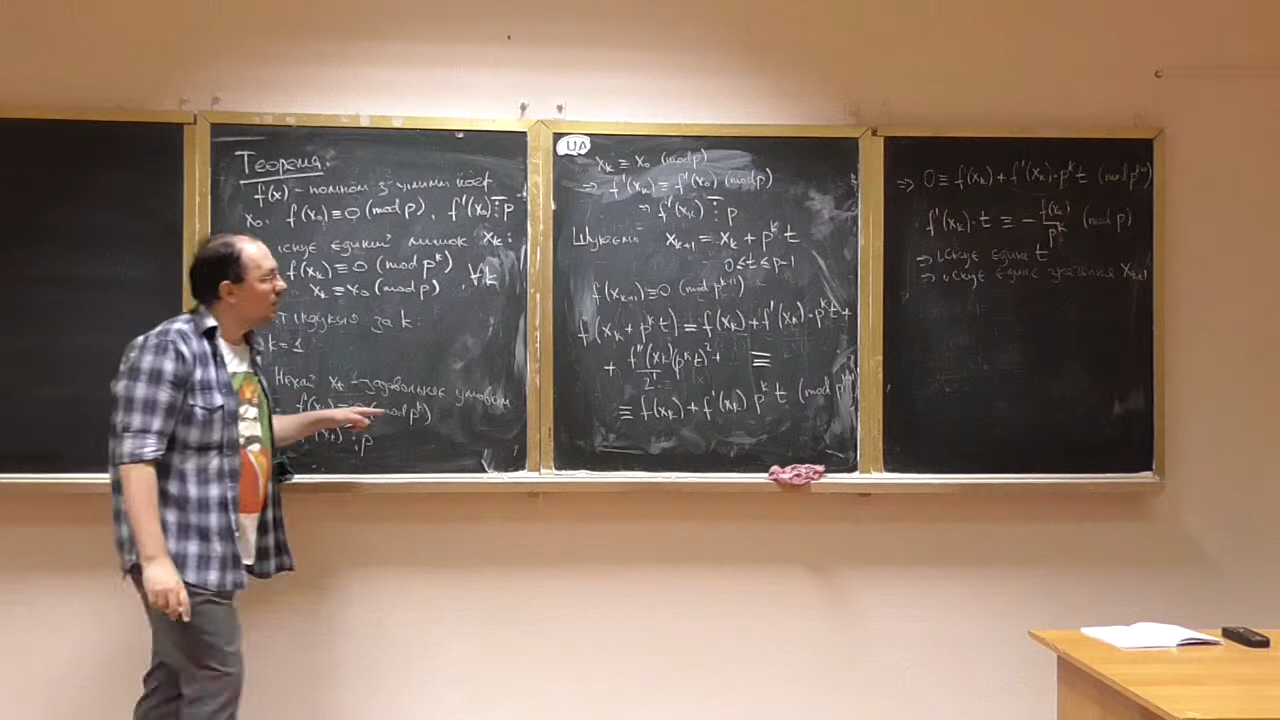 Теорема.
f(x) - поліном з цілими коеф
x₀: f(x₀) ≡ 0 (mod p), f'(x₀) ⋮̅ p
існує єдиний лишок x_k:
f(x_k) ≡ 0 (mod p^k)
x_k ≡ x₀ (mod p), ∀k
індукцію за k:
k=1
Нехай x_k - задовольняє умовам
(mod p^k)
⋮ p
UA
x_k ≡ x₀ (mod p)
⇒ f'(x_k) ≡ f'(x₀) (mod p)
⇒ f'(x_k) ⋮̅ p
Шукаємо x_{k+1} = x_k + p^k t
0 ≤ t ≤ p-1
f(x_{k+1}) ≡ 0 (mod p^{k+1})
f(x_k + p^k t) = f(x_k) + f'(x_k) · p^k t +
+ f''(x_k)/2! (p^k t)² + ≡
≡ f(x_k) + f'(x_k) p^k t (mod p^{k+1})
⇒ 0 ≡ f(x_k) + f'(x_k) · p^k t (mod p^{k+1})
f'(x_k) · t ≡ - f(x_k)/p^k (mod p)
⇒ існує єдине t
⇒ існує єдине x_{k+1}